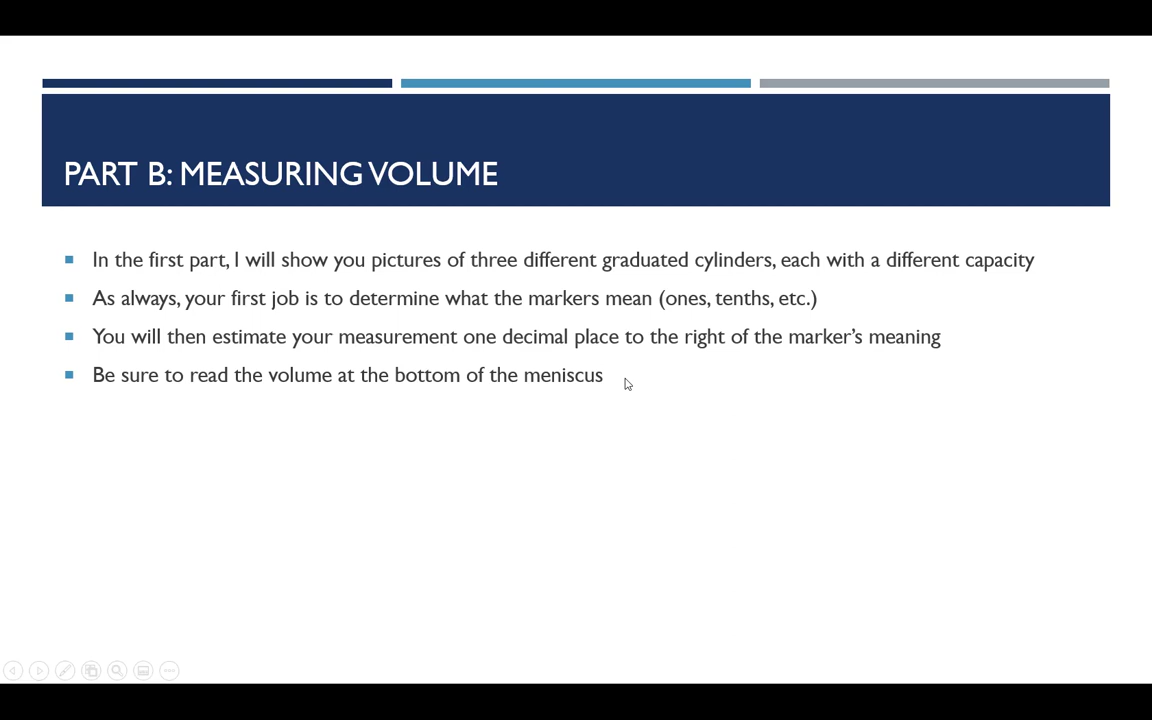 PART B: MEASURING VOLUME
In the first part, I will show you pictures of three different graduated cylinders, each with a different capacity
As always, your first job is to determine what the markers mean (ones, tenths, etc.)
You will then estimate your measurement one decimal place to the right of the marker’s meaning
Be sure to read the volume at the bottom of the meniscus